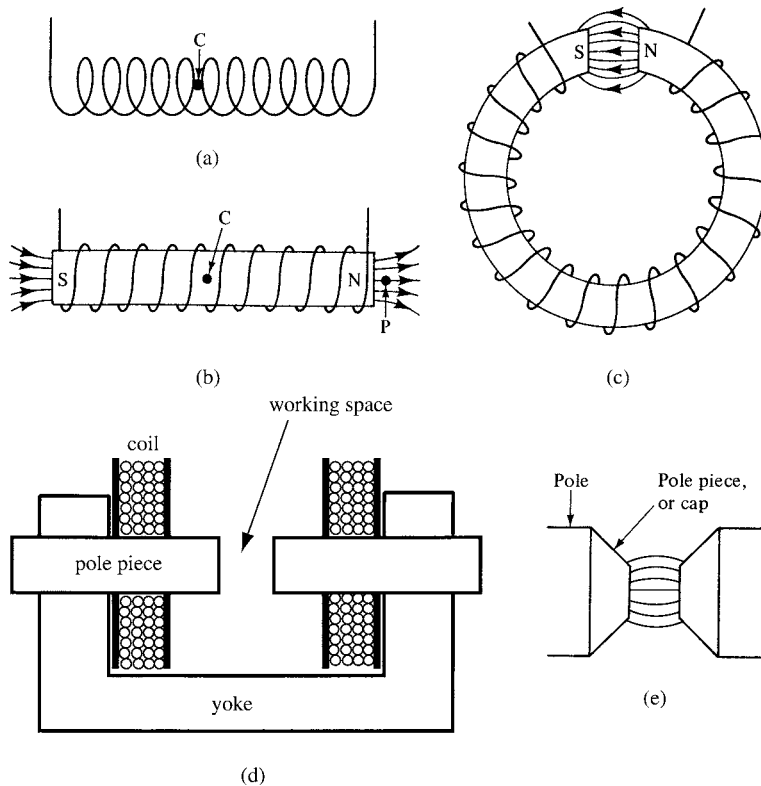 C
(a)
C
S
N
P
(b)
S
N
(c)
working space
coil
pole piece
yoke
(d)
Pole
Pole piece,
or cap
(e)